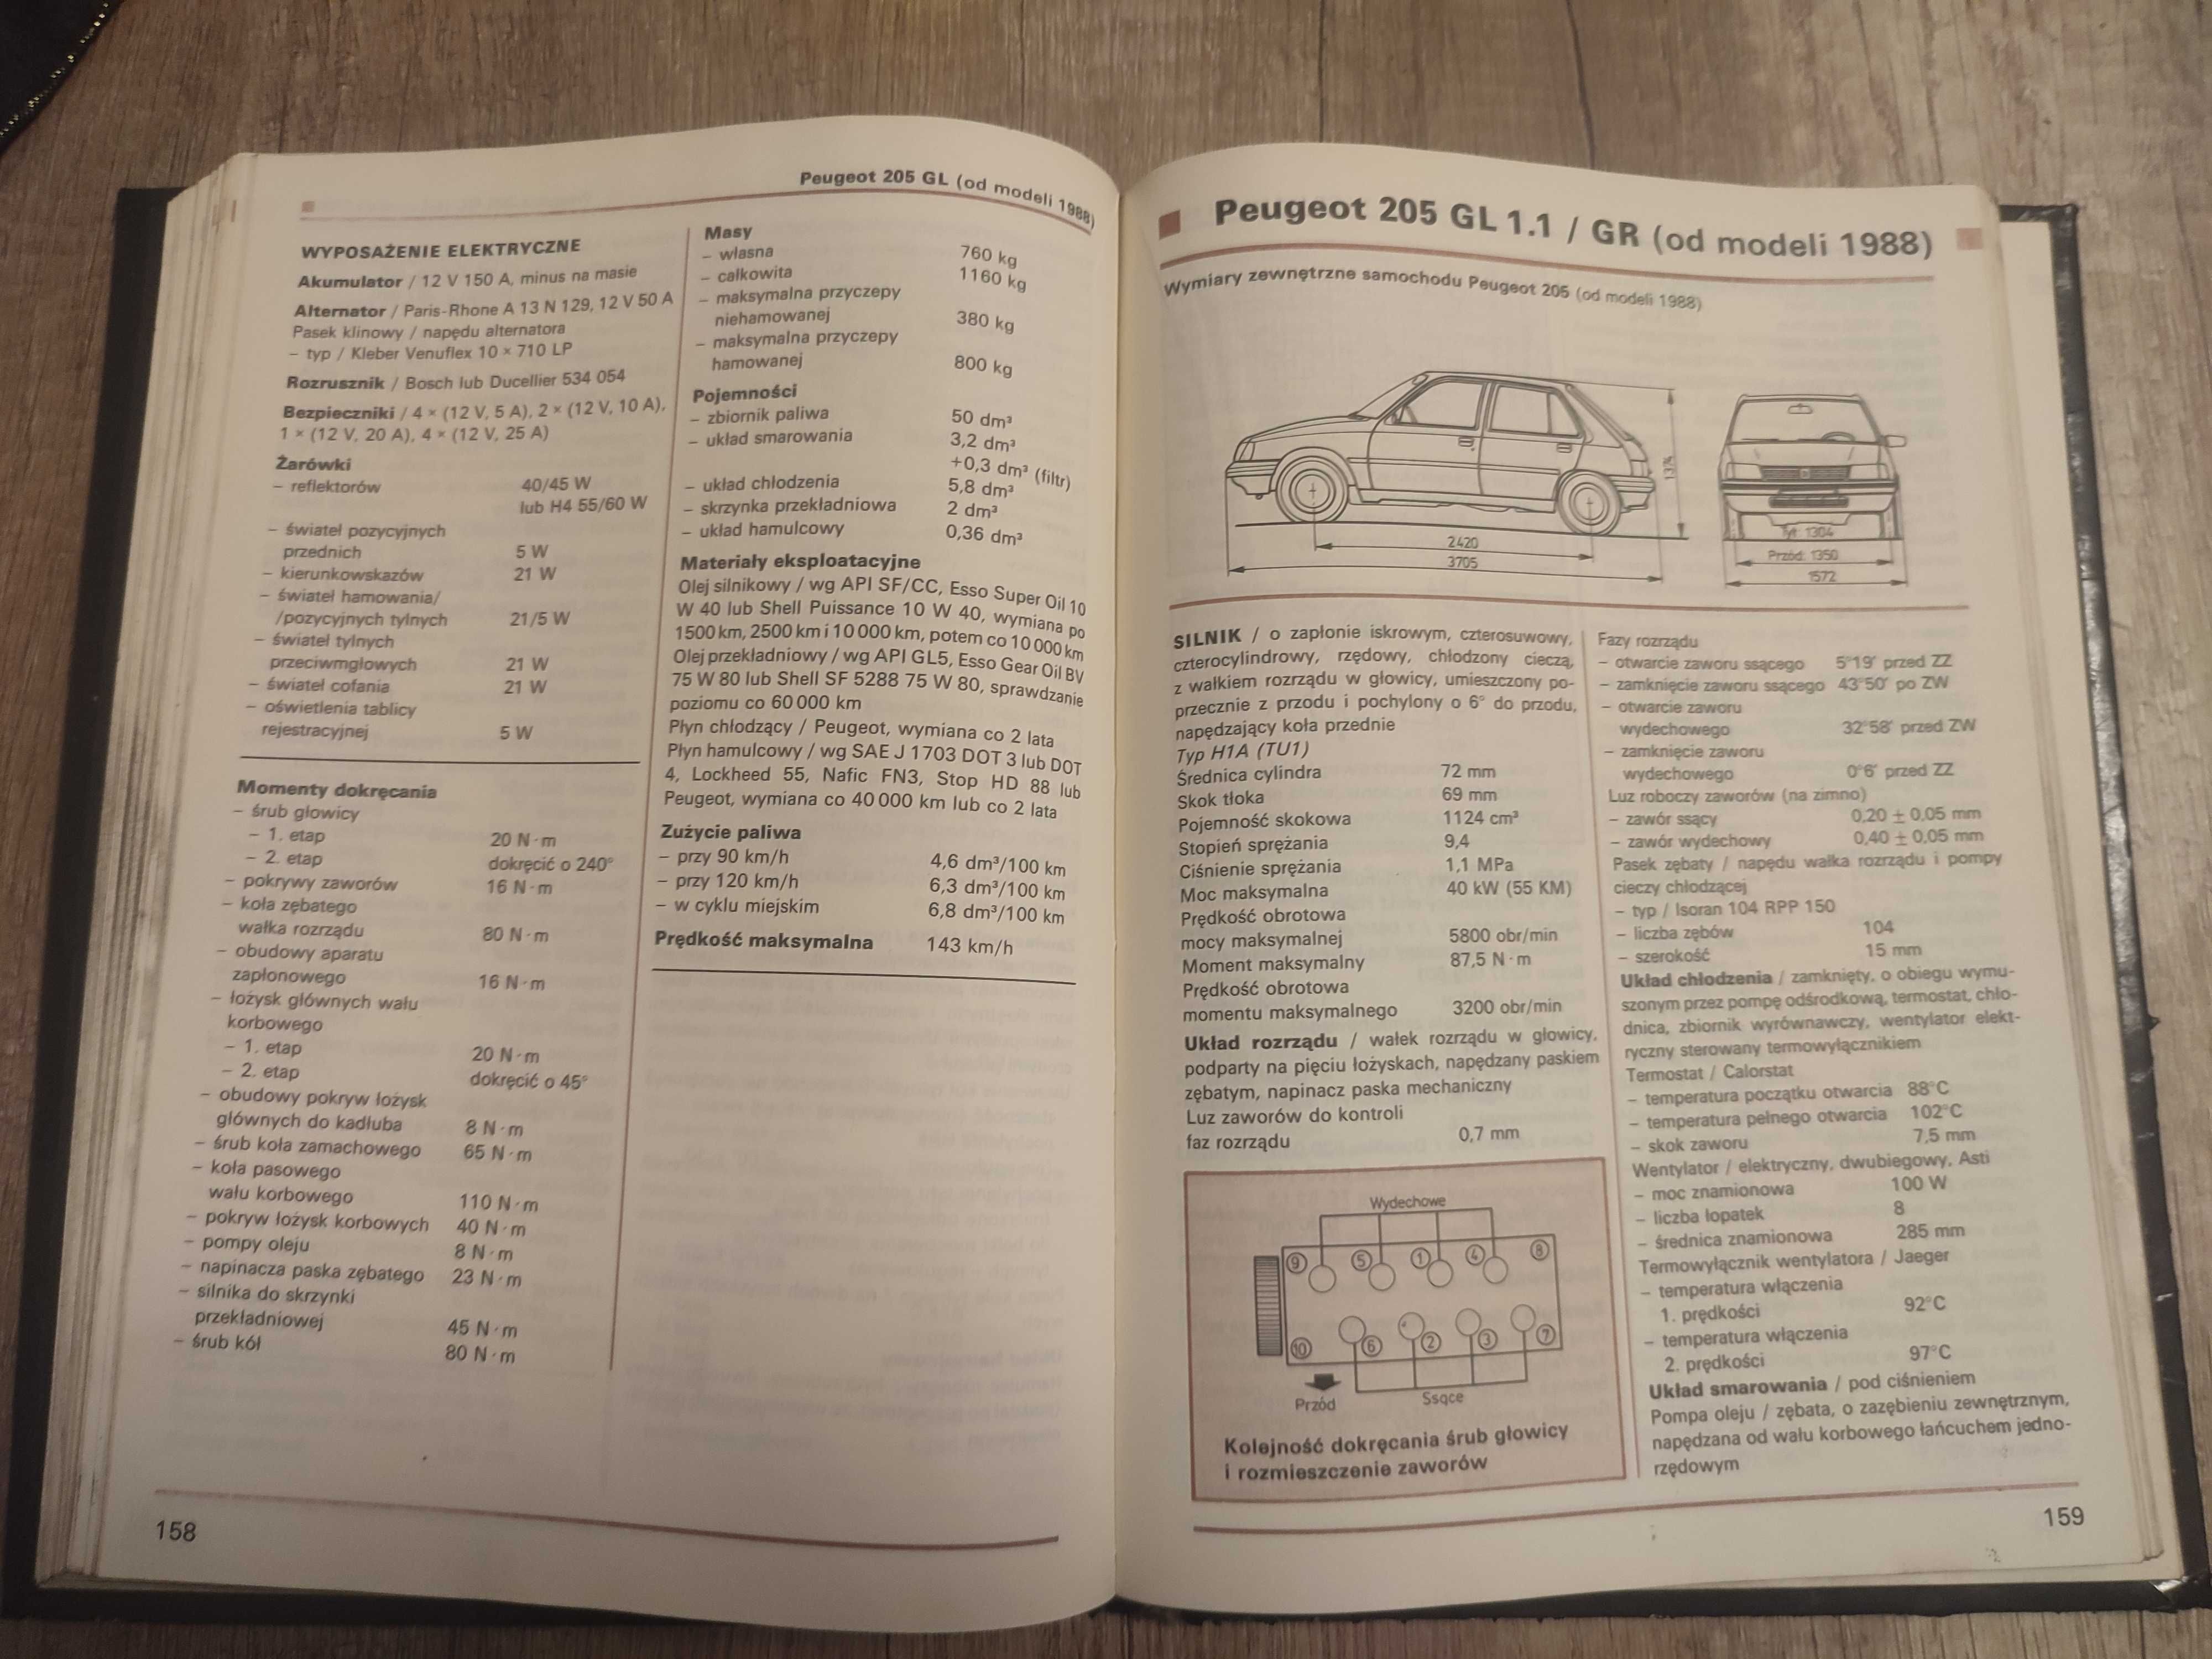 Peugeot 205 GL (od modeli 1988)
WYPOSAŻENIE ELEKTRYCZNE
Akumulator / 12 V 150 A, minus na masie
Alternator / Paris-Rhone A 13 N 129, 12 V 50 A
Pasek klinowy / napędu alternatora
– typ / Kleber Venuflex 10 × 710 LP
Rozrusznik / Bosch lub Ducellier 534 054
Bezpieczniki / 4 × (12 V, 5 A), 2 × (12 V, 10 A),
1 × (12 V, 20 A), 4 × (12 V, 25 A)
Żarówki
– reflektorów 40/45 W
lub H4 55/60 W
– świateł pozycyjnych
przednich 5 W
– kierunkowskazów 21 W
– świateł hamowania/
/pozycyjnych tylnych 21/5 W
– świateł tylnych
przeciwmgłowych 21 W
– świateł cofania 21 W
– oświetlenia tablicy
rejestracyjnej 5 W
Momenty dokręcania
– śrub głowicy
– 1. etap 20 N·m
– 2. etap dokręcić o 240°
– pokrywy zaworów 16 N·m
– koła zębatego
wałka rozrządu 80 N·m
– obudowy aparatu
zapłonowego 16 N·m
– łożysk głównych wału
korbowego
– 1. etap 20 N·m
– 2. etap dokręcić o 45°
– obudowy pokryw łożysk
głównych do kadłuba 8 N·m
– śrub koła zamachowego 65 N·m
– koła pasowego
wału korbowego 110 N·m
– pokryw łożysk korbowych 40 N·m
– pompy oleju 8 N·m
– napinacza paska zębatego 23 N·m
– silnika do skrzynki
przekładniowej 45 N·m
– śrub kół 80 N·m
Masy
– własna 760 kg
– całkowita 1160 kg
– maksymalna przyczepy
niehamowanej 380 kg
– maksymalna przyczepy
hamowanej 800 kg
Pojemności
– zbiornik paliwa 50 dm³
– układ smarowania 3,2 dm³
+0,3 dm³ (filtr)
– układ chłodzenia 5,8 dm³
– skrzynka przekładniowa 2 dm³
– układ hamulcowy 0,36 dm³
Materiały eksploatacyjne
Olej silnikowy / wg API SF/CC, Esso Super Oil 10
W 40 lub Shell Puissance 10 W 40, wymiana po
1500 km, 2500 km i 10 000 km, potem co 10 000 km
Olej przekładniowy / wg API GL5, Esso Gear Oil BV
75 W 80 lub Shell SF 5288 75 W 80, sprawdzanie
poziomu co 60 000 km
Płyn chłodzący / Peugeot, wymiana co 2 lata
Płyn hamulcowy / wg SAE J 1703 DOT 3 lub DOT
4, Lockheed 55, Nafic FN3, Stop HD 88 lub
Peugeot, wymiana co 40 000 km lub co 2 lata
Zużycie paliwa
– przy 90 km/h 4,6 dm³/100 km
– przy 120 km/h 6,3 dm³/100 km
– w cyklu miejskim 6,8 dm³/100 km
Prędkość maksymalna 143 km/h
158
Peugeot 205 GL 1.1 / GR (od modeli 1988)
Wymiary zewnętrzne samochodu Peugeot 205 (od modeli 1988)
1374
2420
3705
Tył: 1304
Przód: 1350
1572
SILNIK / o zapłonie iskrowym, czterosuwowy,
czterocylindrowy, rzędowy, chłodzony cieczą,
z wałkiem rozrządu w głowicy, umieszczony po-
przecznie z przodu i pochylony o 6° do przodu,
napędzający koła przednie
Typ H1A (TU1)
Średnica cylindra 72 mm
Skok tłoka 69 mm
Pojemność skokowa 1124 cm³
Stopień sprężania 9,4
Ciśnienie sprężania 1,1 MPa
Moc maksymalna 40 kW (55 KM)
Prędkość obrotowa
mocy maksymalnej 5800 obr/min
Moment maksymalny 87,5 N·m
Prędkość obrotowa
momentu maksymalnego 3200 obr/min
Układ rozrządu / wałek rozrządu w głowicy,
podparty na pięciu łożyskach, napędzany paskiem
zębatym, napinacz paska mechaniczny
Luz zaworów do kontroli
faz rozrządu 0,7 mm
Wydechowe
9 5 1 4 8
10 6 2 3 7
Przód
Ssące
Kolejność dokręcania śrub głowicy
i rozmieszczenie zaworów
Fazy rozrządu
– otwarcie zaworu ssącego 5°19′ przed ZZ
– zamknięcie zaworu ssącego 43°50′ po ZW
– otwarcie zaworu
wydechowego 32°58′ przed ZW
– zamknięcie zaworu
wydechowego 0°6′ przed ZZ
Luz roboczy zaworów (na zimno)
– zawór ssący 0,20 ± 0,05 mm
– zawór wydechowy 0,40 ± 0,05 mm
Pasek zębaty / napędu wałka rozrządu i pompy
cieczy chłodzącej
– typ / Isoran 104 RPP 150
– liczba zębów 104
– szerokość 15 mm
Układ chłodzenia / zamknięty, o obiegu wymu-
szonym przez pompę odśrodkową, termostat, chło-
dnica, zbiornik wyrównawczy, wentylator elekt-
ryczny sterowany termowyłącznikiem
Termostat / Calorstat
– temperatura początku otwarcia 88°C
– temperatura pełnego otwarcia 102°C
– skok zaworu 7,5 mm
Wentylator / elektryczny, dwubiegowy, Asti
– moc znamionowa 100 W
– liczba łopatek 8
– średnica znamionowa 285 mm
Termowyłącznik wentylatora / Jaeger
– temperatura włączenia
1. prędkości 92°C
– temperatura włączenia
2. prędkości 97°C
Układ smarowania / pod ciśnieniem
Pompa oleju / zębata, o zazębieniu zewnętrznym,
napędzana od wału korbowego łańcuchem jedno-
rzędowym
159